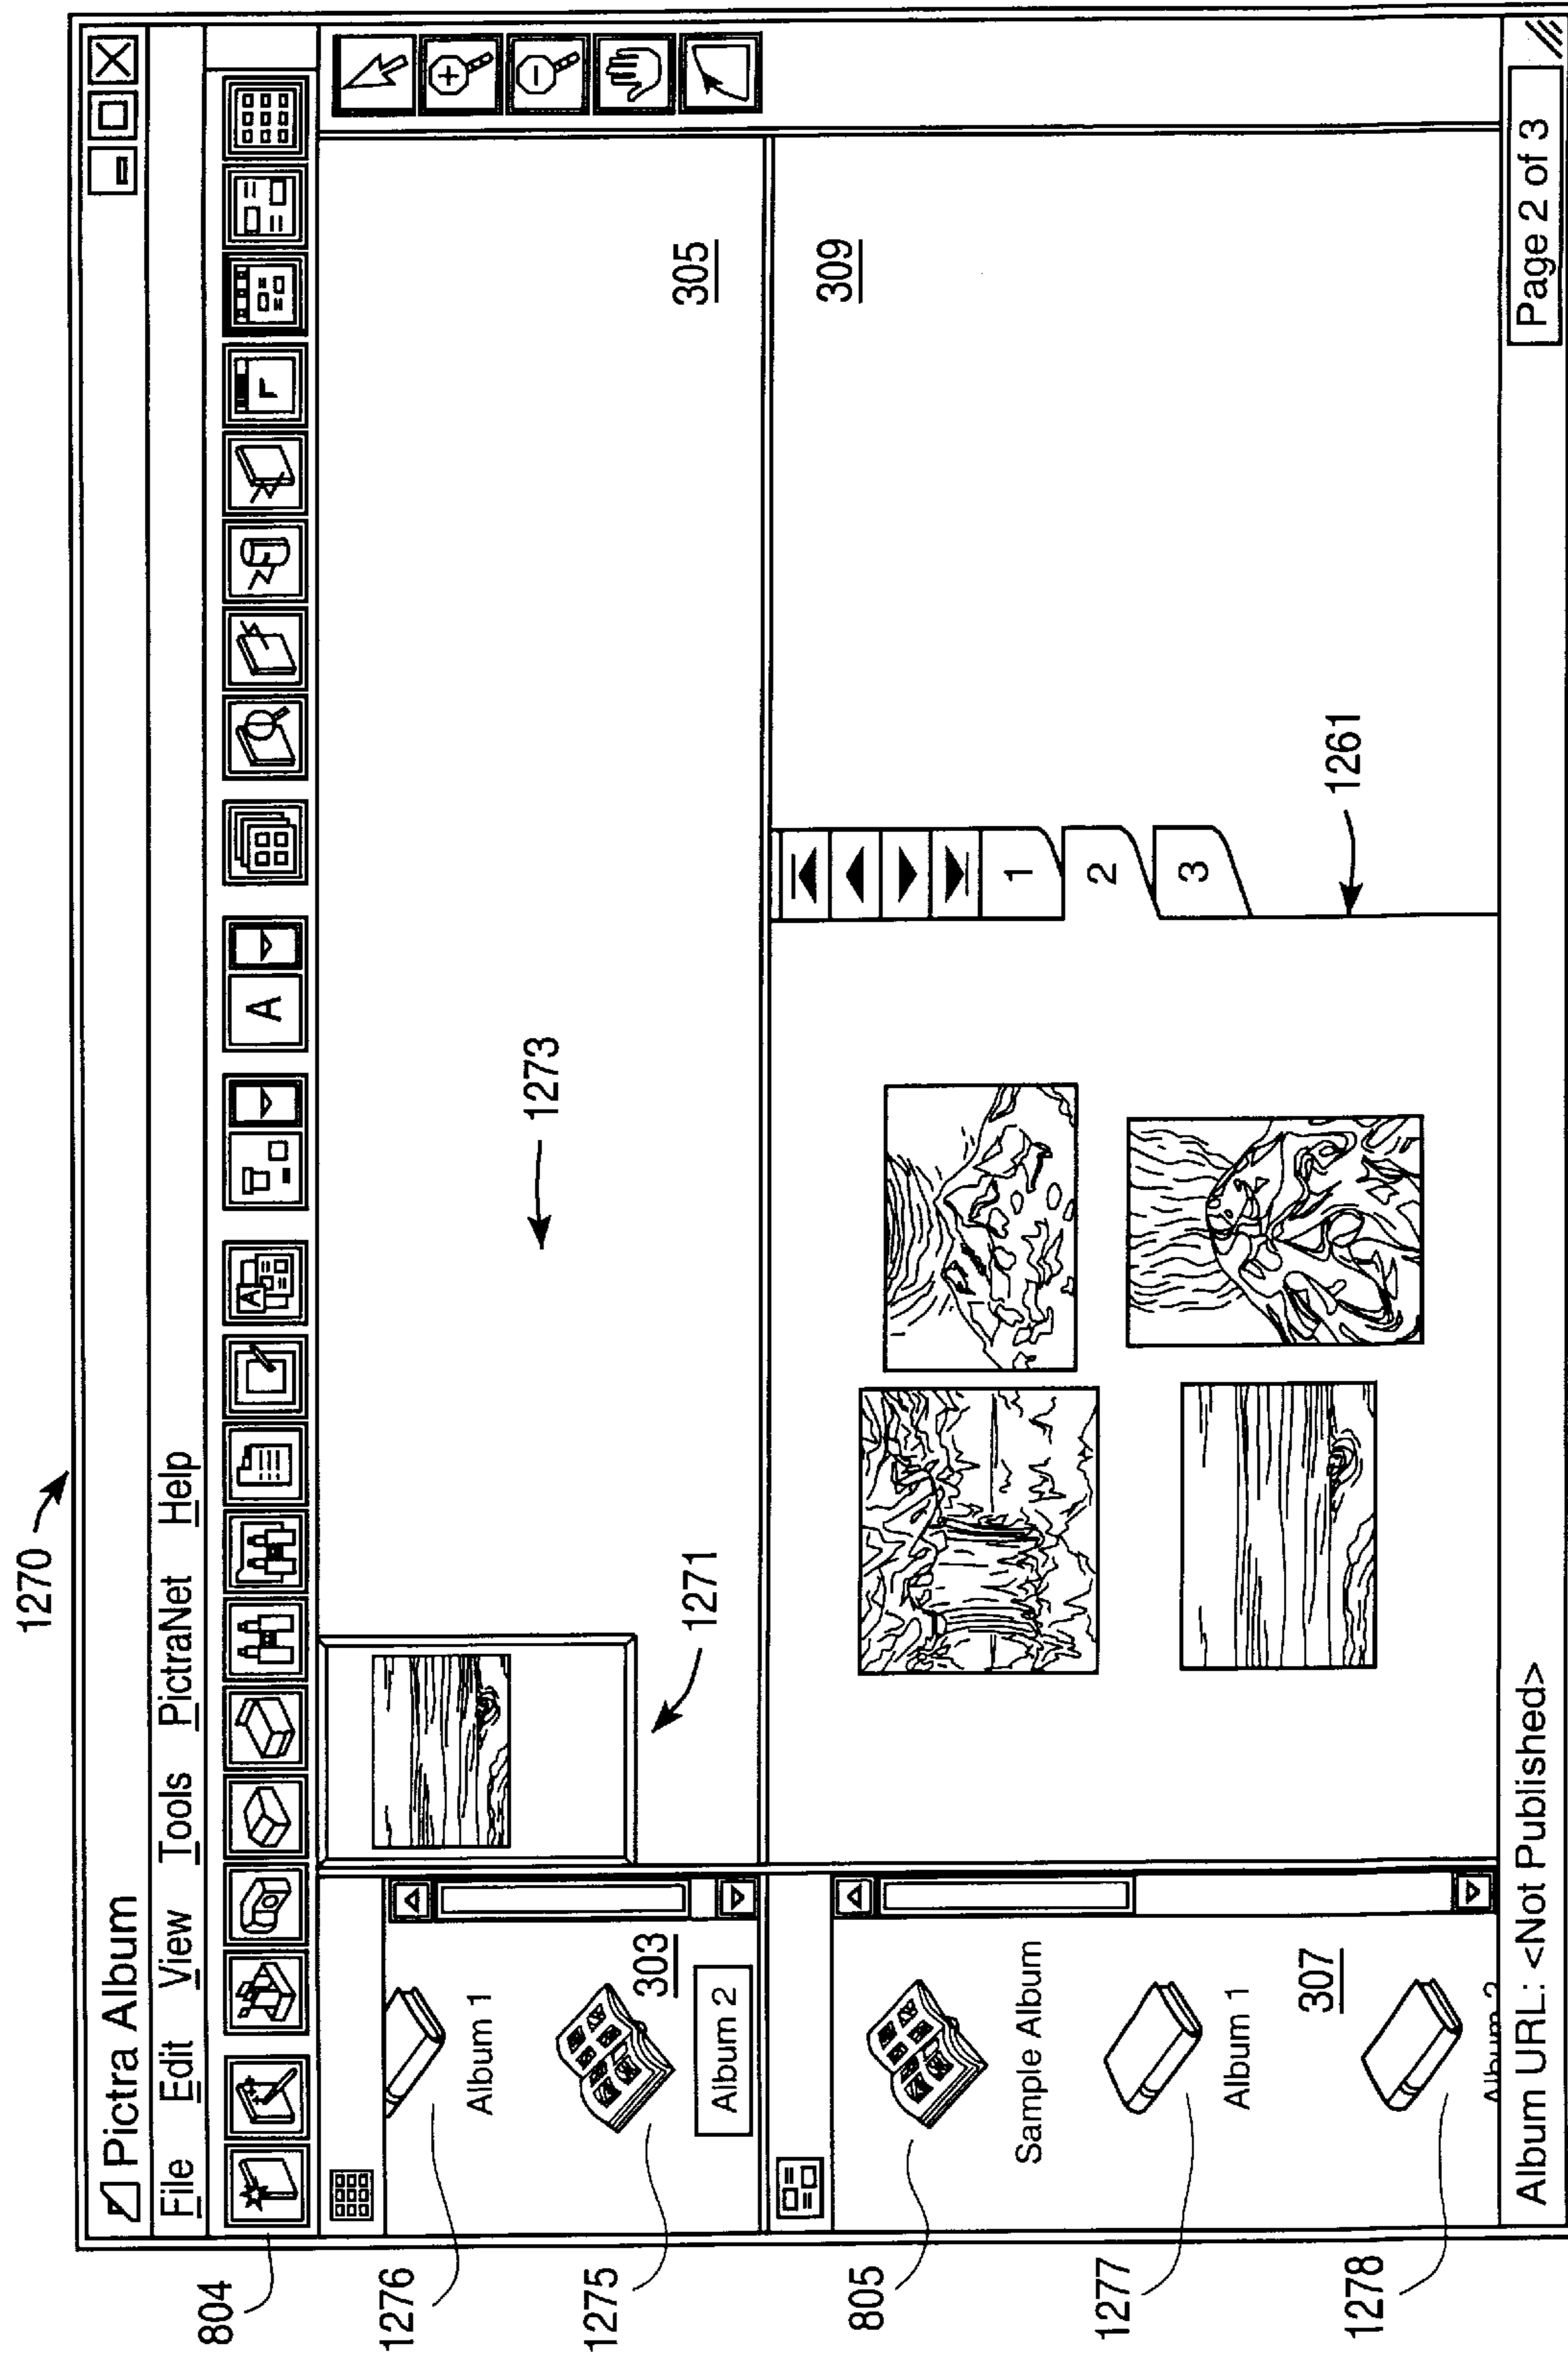 1270
Pictra Album
File Edit View Tools PictraNet Help
804
A
A
1276
Album 1
1271
1273
305
1275
303
Album 2
309
805
Sample Album
1
2
3
1277
Album 1
307
1261
1278
Album
Album URL: <Not Published>
Page 2 of 3